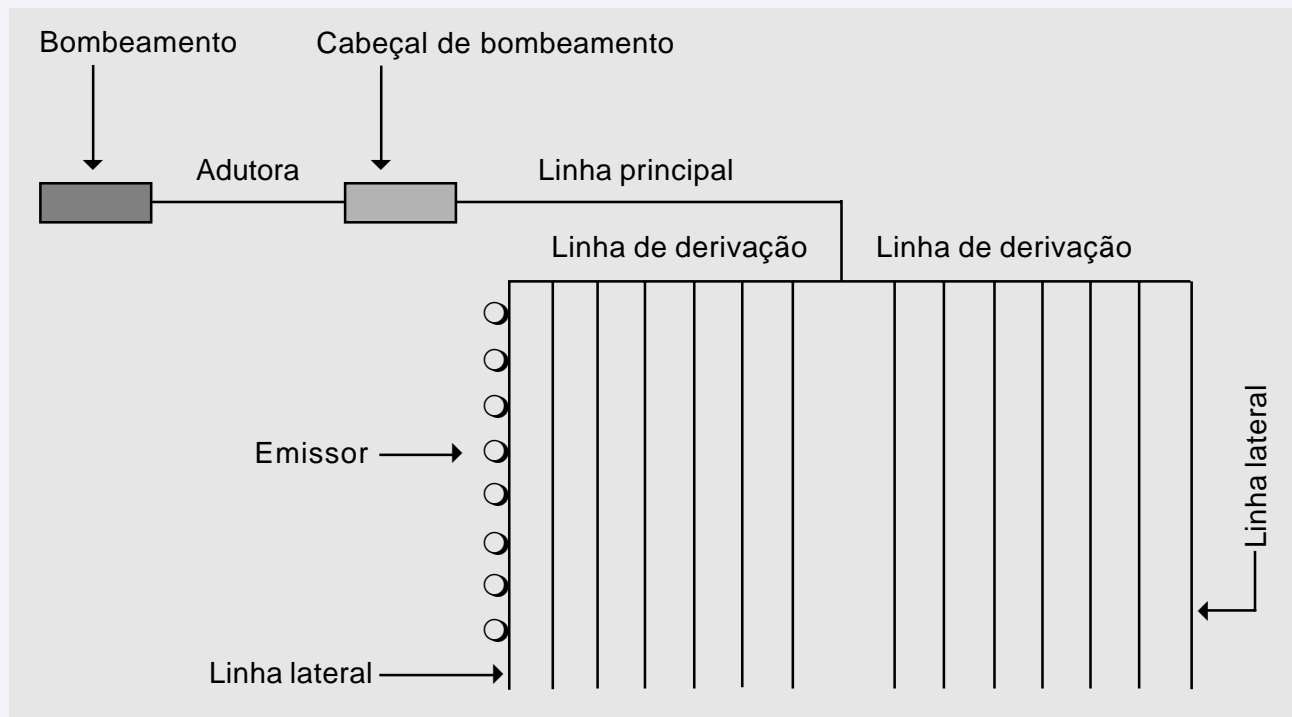 Bombeamento
Cabeçal de bombeamento
Adutora
Linha principal
Linha de derivação
Linha de derivação
Emissor
Linha lateral
Linha lateral